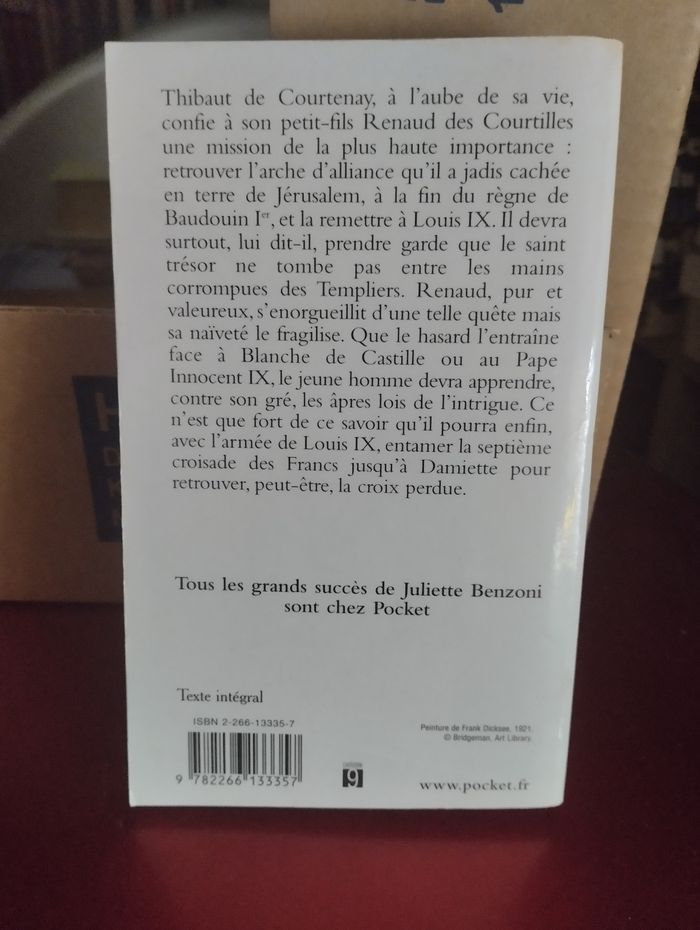 Thibaut de Courtenay, à l'aube de sa vie,
confie à son petit-fils Renaud des Courtilles
une mission de la plus haute importance :
retrouver l'arche d'alliance qu'il a jadis cachée
en terre de Jérusalem, à la fin du règne de
Baudouin Ier, et la remettre à Louis IX. Il devra
surtout, lui dit-il, prendre garde que le saint
trésor ne tombe pas entre les mains
corrompues des Templiers. Renaud, pur et
valeureux, s'enorgueillit d'une telle quête mais
sa naïveté le fragilise. Que le hasard l'entraîne
face à Blanche de Castille ou au Pape
Innocent IX, le jeune homme devra apprendre,
contre son gré, les âpres lois de l'intrigue. Ce
n'est que fort de ce savoir qu'il pourra enfin,
avec l'armée de Louis IX, entamer la septième
croisade des Francs jusqu'à Damiette pour
retrouver, peut-être, la croix perdue.
Tous les grands succès de Juliette Benzoni
sont chez Pocket
Texte intégral
ISBN 2-266-13335-7
9 782266 133357
Peinture de Frank Dicksee, 1921.
© Bridgeman, Art Library.
9
www.pocket.fr